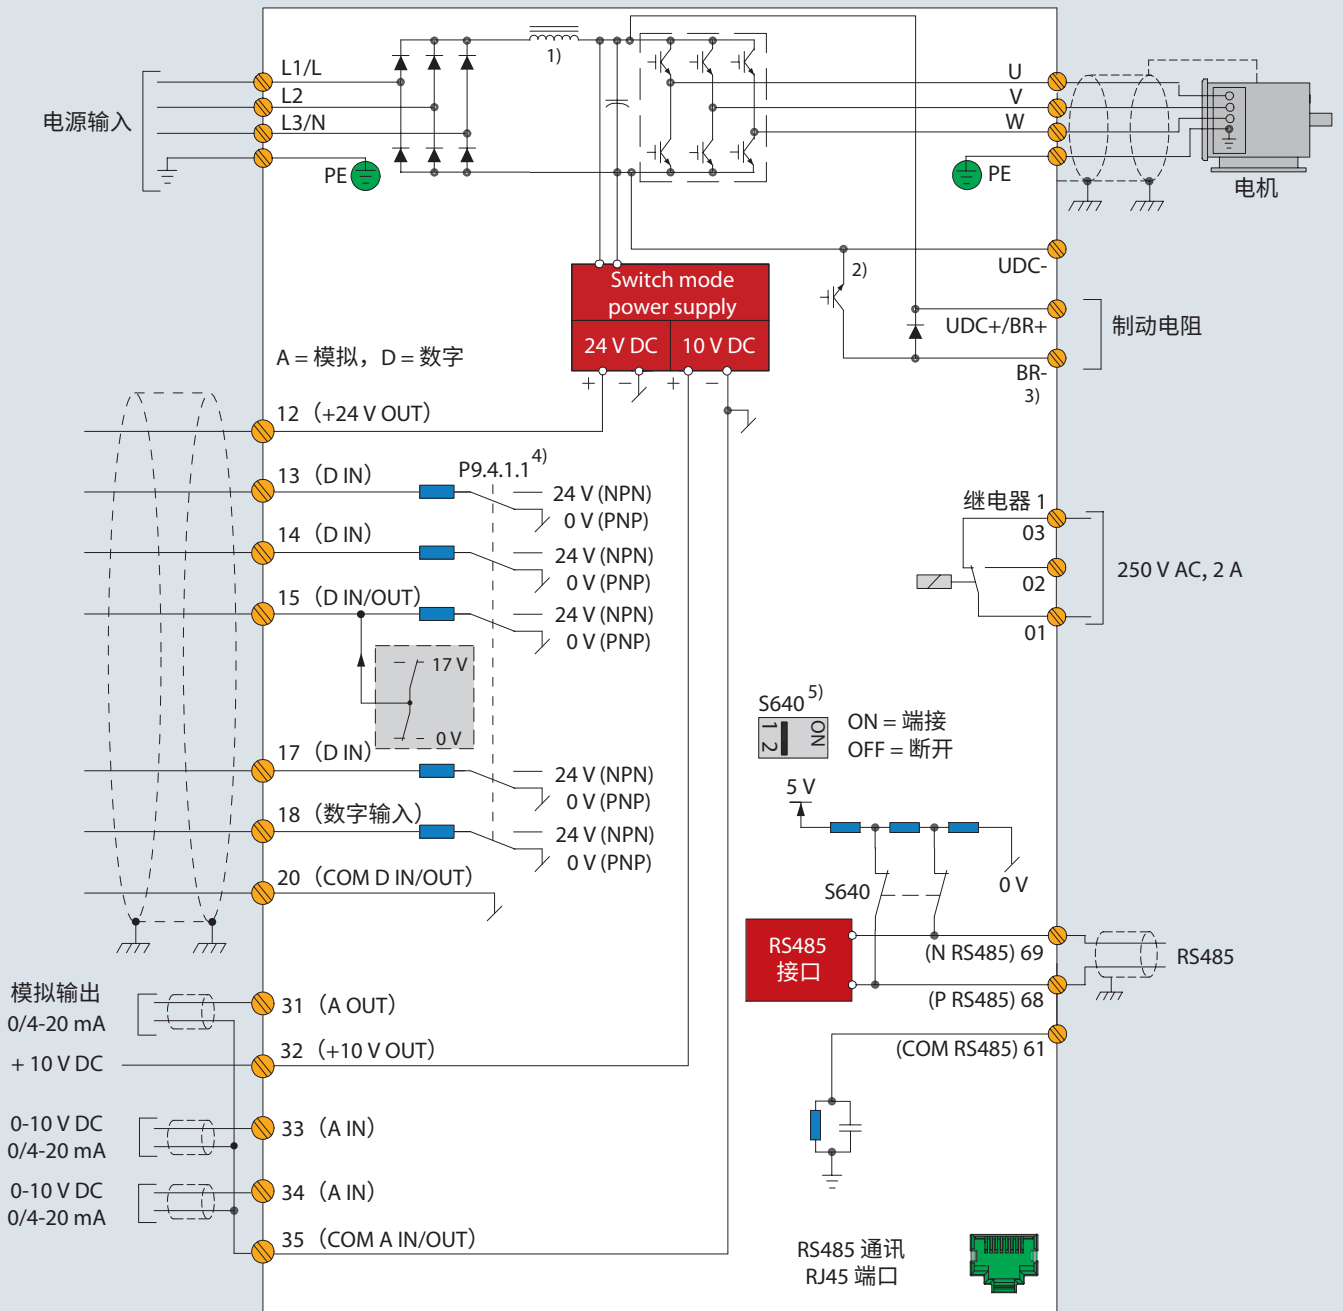 1)
L1/L
L2
L3/N
电源输入
PE
U
V
W
PE
电机
Switch mode
power supply
24 V DC
10 V DC
+
−
+
−
2)
UDC-
UDC+/BR+
BR-
3)
制动电阻
A = 模拟，D = 数字
12（+24 V OUT）
13（D IN）
P9.4.1.1 4)
24 V (NPN)
0 V (PNP)
14（D IN）
24 V (NPN)
0 V (PNP)
15（D IN/OUT）
24 V (NPN)
0 V (PNP)
17 V
0 V
17（D IN）
24 V (NPN)
0 V (PNP)
18（数字输入）
24 V (NPN)
0 V (PNP)
20（COM D IN/OUT）
继电器 1
03
02
01
250 V AC, 2 A
S640 5)
1 2
ON
ON = 端接
OFF = 断开
5 V
0 V
S640
RS485
接口
(N RS485) 69
(P RS485) 68
RS485
(COM RS485) 61
模拟输出
0/4-20 mA
31（A OUT）
+ 10 V DC
32（+10 V OUT）
0-10 V DC
0/4-20 mA
33（A IN）
0-10 V DC
0/4-20 mA
34（A IN）
35（COM A IN/OUT）
RS485 通讯
RJ45 端口